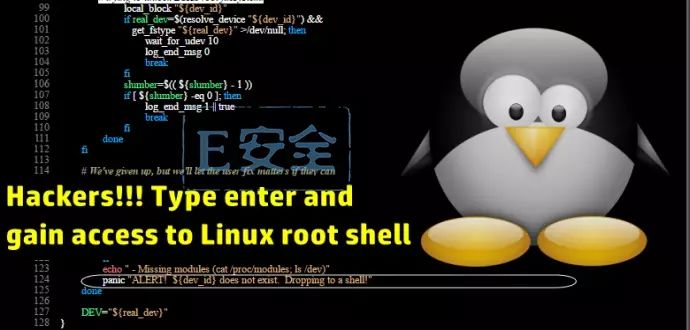 99 local_block "${dev_id}"
100 if real_dev=$(resolve_device "${dev_id}") &&
101 get_fstype "${real_dev}" >/dev/null; then
102 wait_for_udev 10
103 log_end_msg 0
104 break
105 fi
106 slumber=$(( ${slumber} - 1 ))
107 if [ ${slumber} -eq 0 ]; then
108 log_end_msg 1 || true
109 break
110 fi
111 done
112 fi
113
114 # We've given up, but we'll let the user fix matters if they can
E安全
Hackers!!! Type enter and
gain access to Linux root shell
123 echo " - Missing modules (cat /proc/modules; ls /dev)"
124 panic "ALERT! ${dev_id} does not exist. Dropping to a shell!"
125 done
126
127 DEV="${real_dev}"
128 }